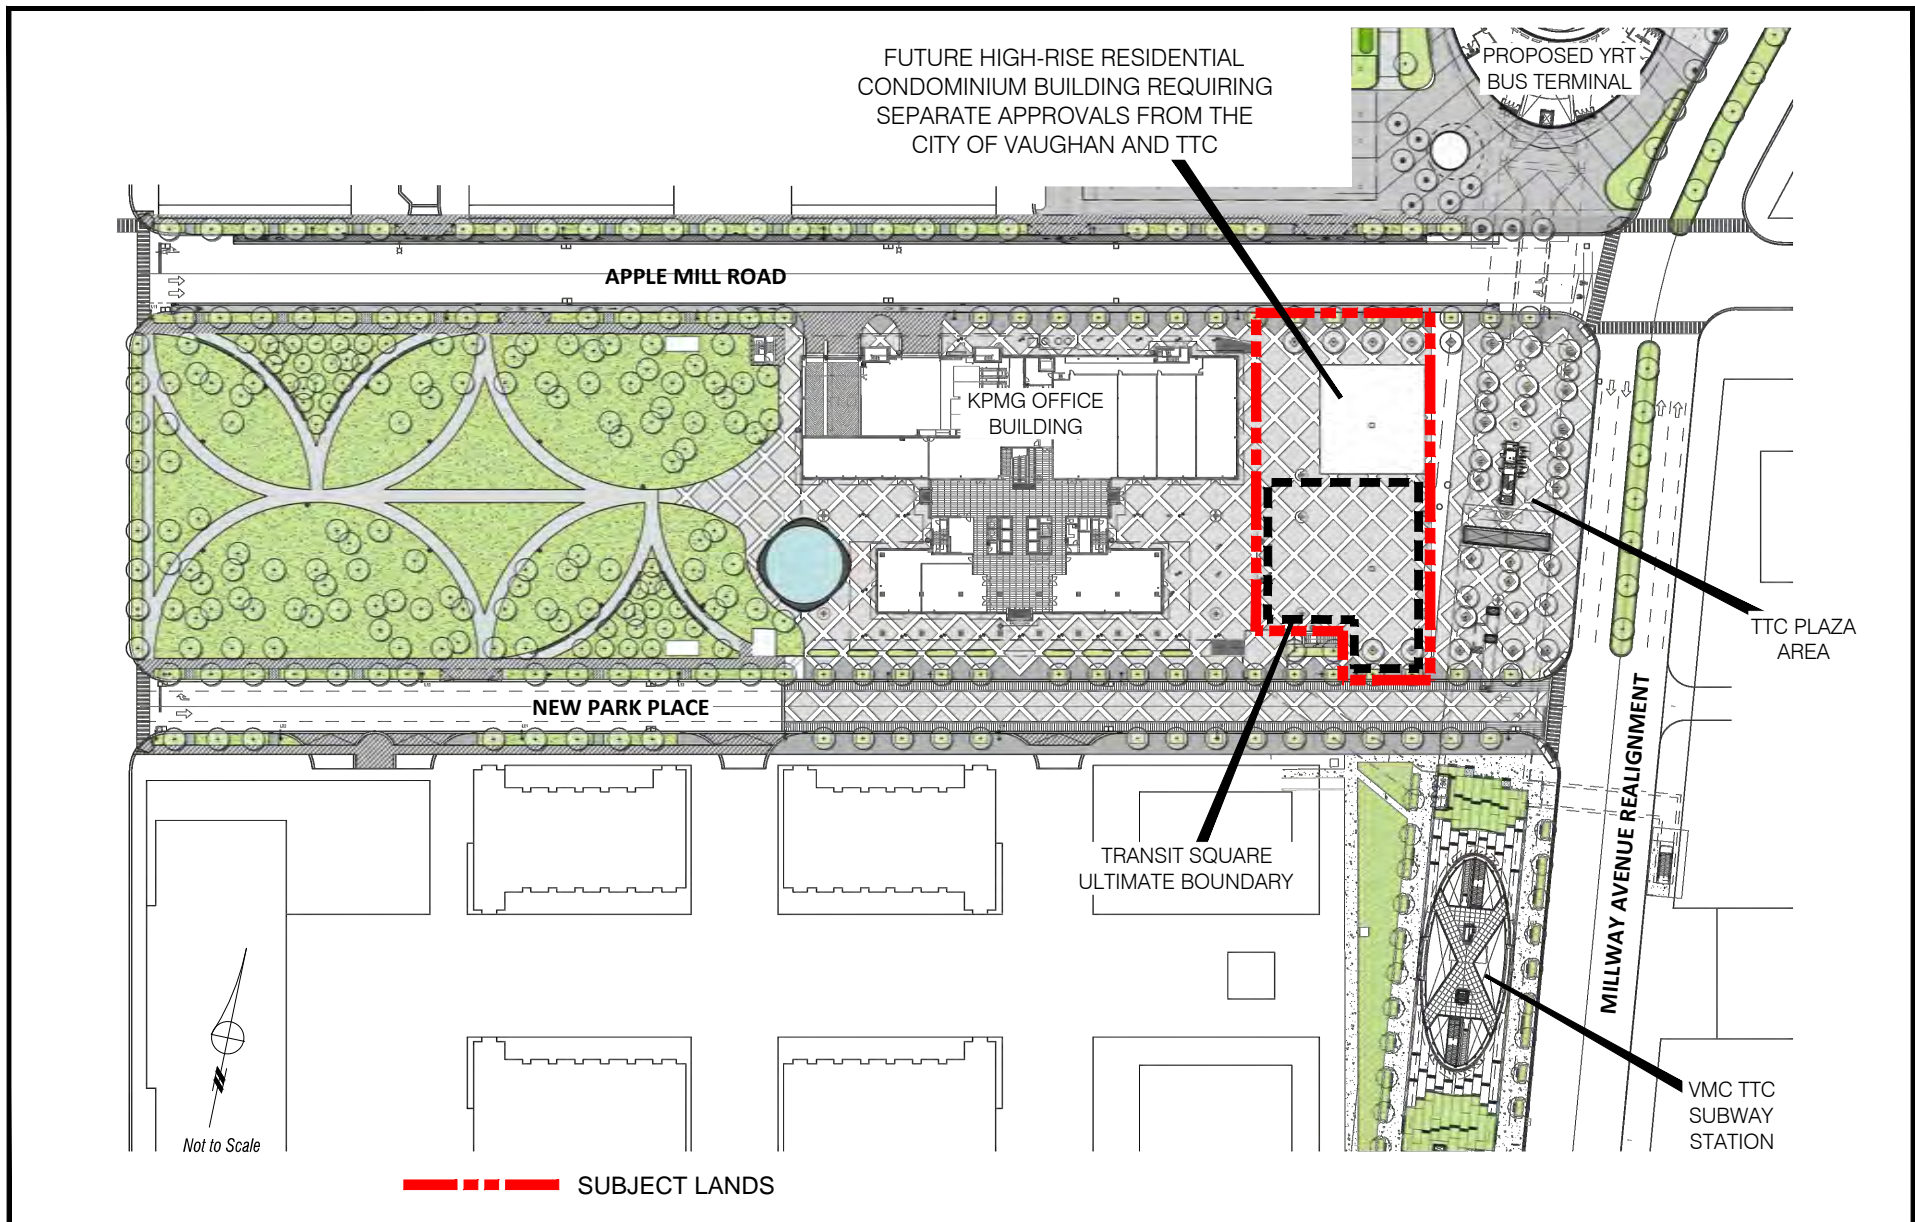 FUTURE HIGH-RISE RESIDENTIAL
CONDOMINIUM BUILDING REQUIRING
SEPARATE APPROVALS FROM THE
CITY OF VAUGHAN AND TTC
PROPOSED YRT
BUS TERMINAL
APPLE MILL ROAD
KPMG OFFICE
BUILDING
TTC PLAZA
AREA
NEW PARK PLACE
MILLWAY AVENUE REALIGNMENT
TRANSIT SQUARE
ULTIMATE BOUNDARY
VMC TTC
SUBWAY
STATION
Not to Scale
SUBJECT LANDS